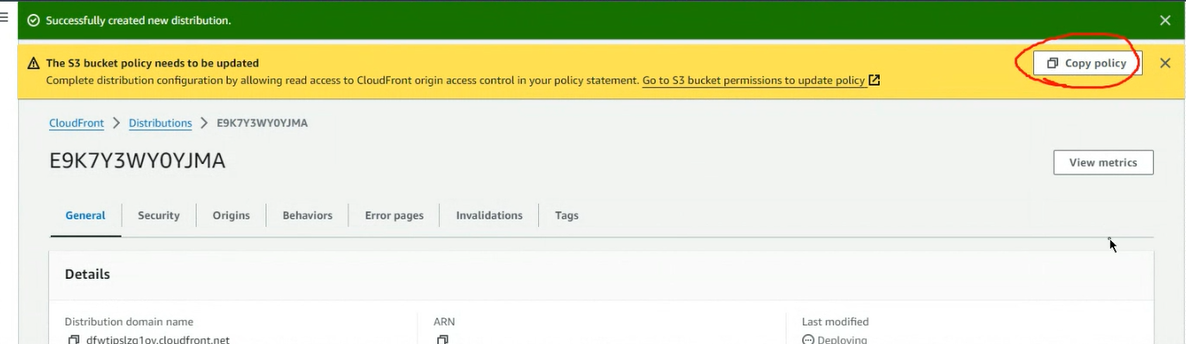 Successfully created new distribution.
The S3 bucket policy needs to be updated
Complete distribution configuration by allowing read access to CloudFront origin access control in your policy statement. Go to S3 bucket permissions to update policy
Copy policy
CloudFront > Distributions > E9K7Y3WY0YJMA
E9K7Y3WY0YJMA
View metrics
General Security Origins Behaviors Error pages Invalidations Tags
Details
Distribution domain name ARN Last modified
Deploying